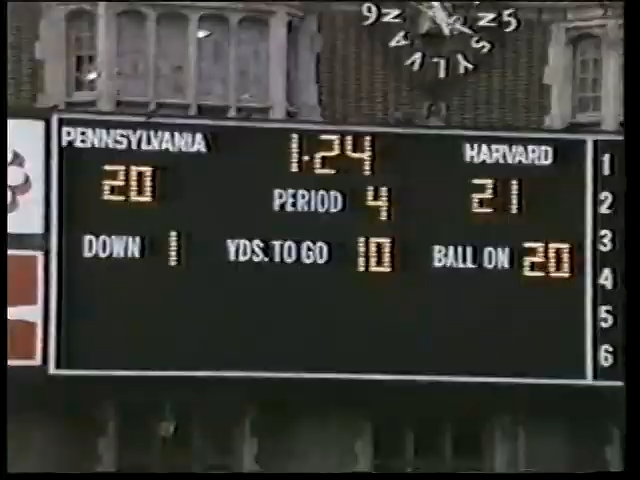 PENNSYLVANIA 1:24 HARVARD
20 PERIOD 4 21
DOWN 1 YDS. TO GO 10 BALL ON 20
1
2
3
4
5
6